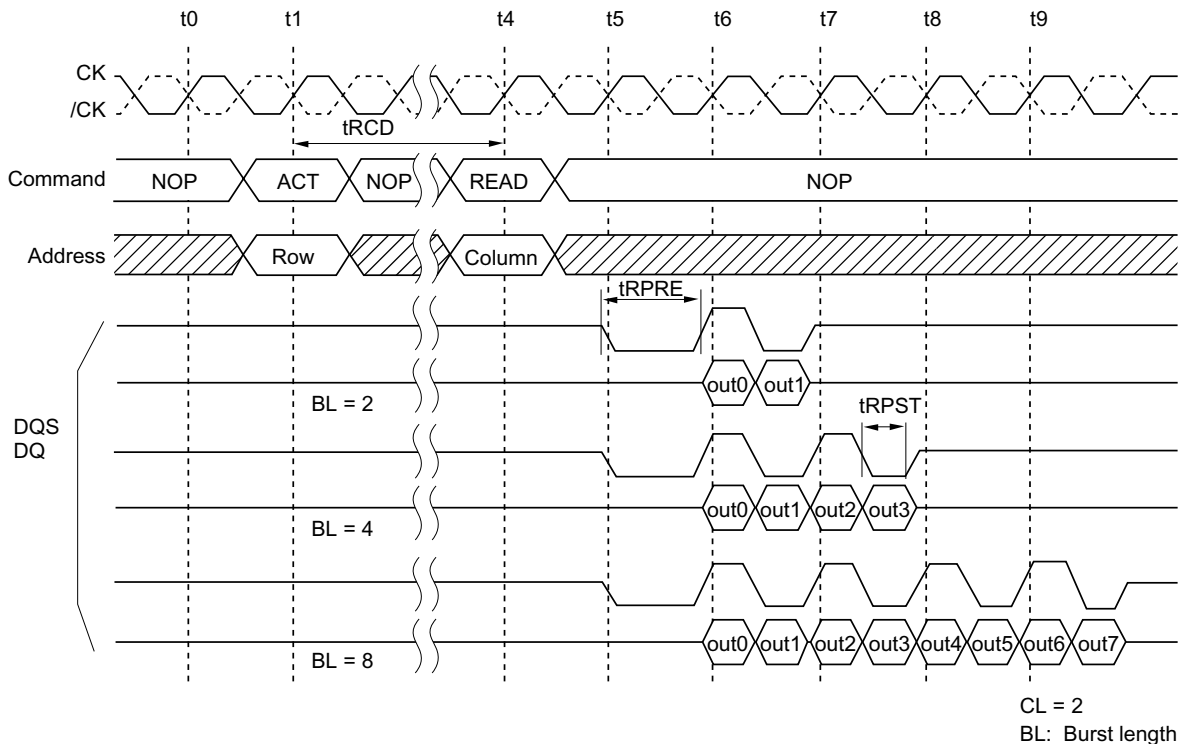 t0 t1 t4 t5 t6 t7 t8 t9
CK
/CK
tRCD
Command NOP ACT NOP READ NOP
Address Row Column
tRPRE
out0 out1
BL = 2
tRPST
DQS
DQ
out0 out1 out2 out3
BL = 4
out0 out1 out2 out3 out4 out5 out6 out7
BL = 8
CL = 2
BL: Burst length